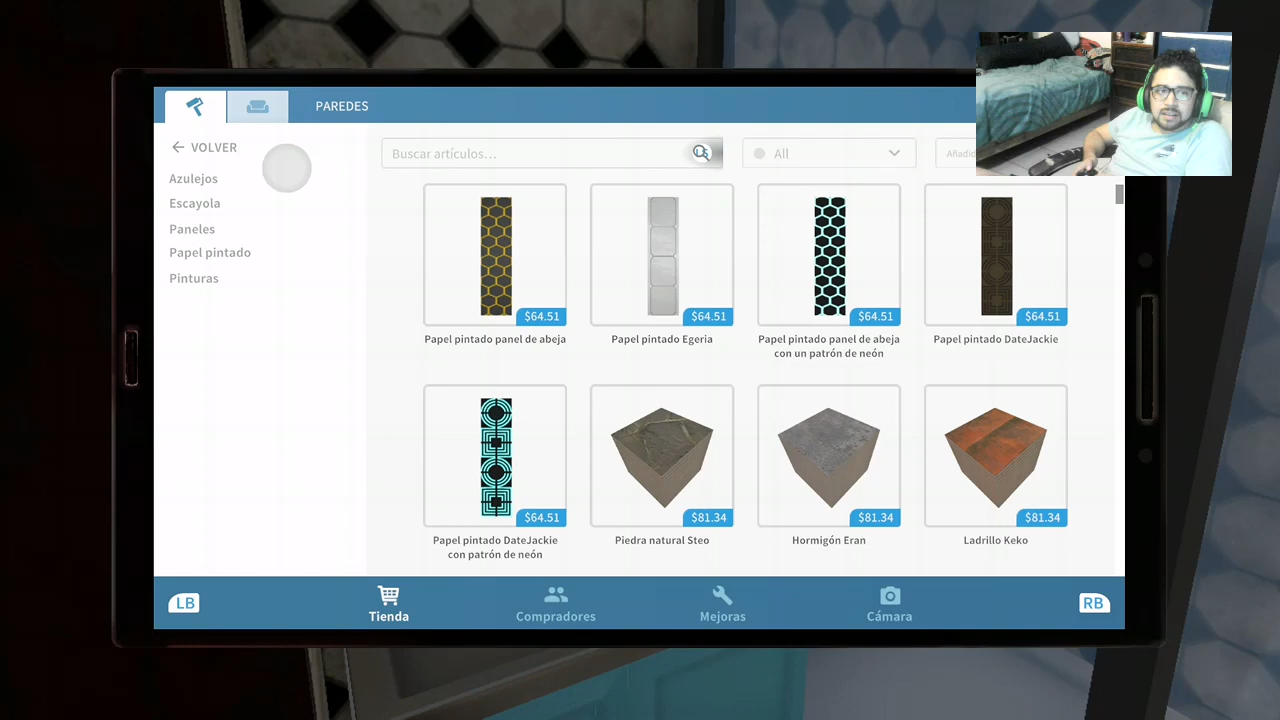 PAREDES
VOLVER
Azulejos
Escayola
Paneles
Papel pintado
Pinturas
Buscar artículos...
LS
All
Añadid
$64.51
$64.51
$64.51
$64.51
Papel pintado panel de abeja
Papel pintado Egeria
Papel pintado panel de abeja
con un patrón de neón
Papel pintado DateJackie
$64.51
$81.34
$81.34
$81.34
Papel pintado DateJackie
con patrón de neón
Piedra natural Steo
Hormigón Eran
Ladrillo Keko
LB
Tienda
Compradores
Mejoras
Cámara
RB